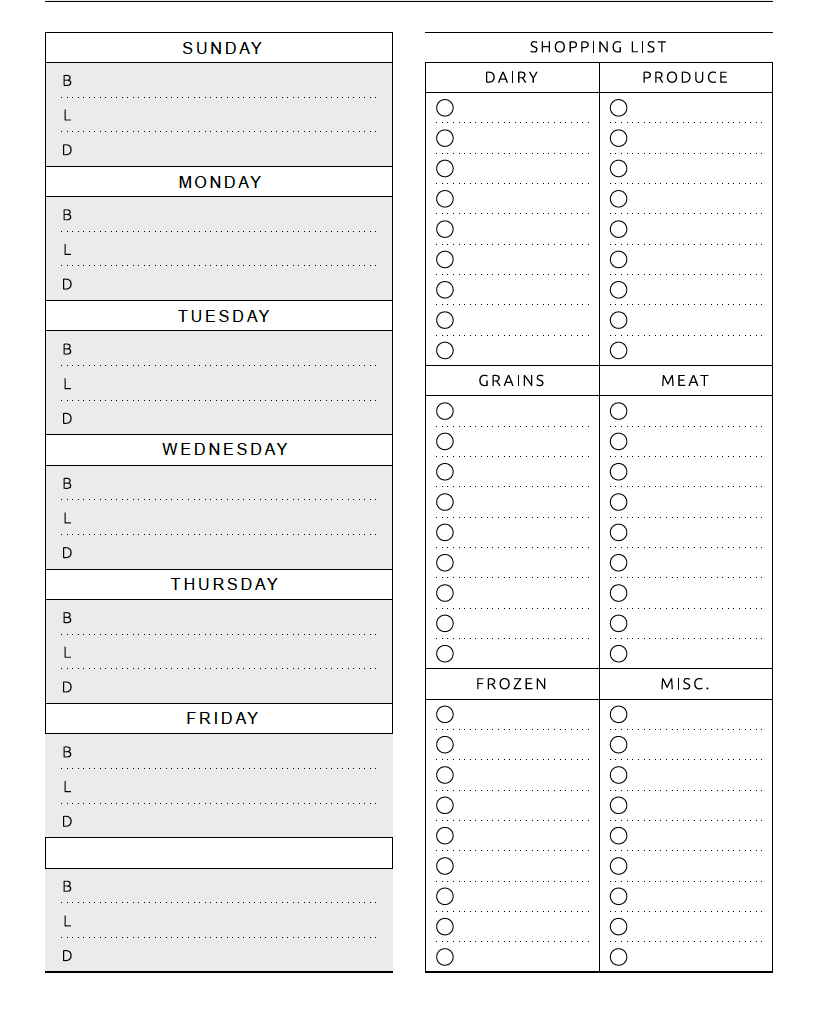 SUNDAY
B
L
D
MONDAY
B
L
D
TUESDAY
B
L
D
WEDNESDAY
B
L
D
THURSDAY
B
L
D
FRIDAY
B
L
D
B
L
D
SHOPPING LIST
DAIRY PRODUCE
GRAINS MEAT
FROZEN MISC.